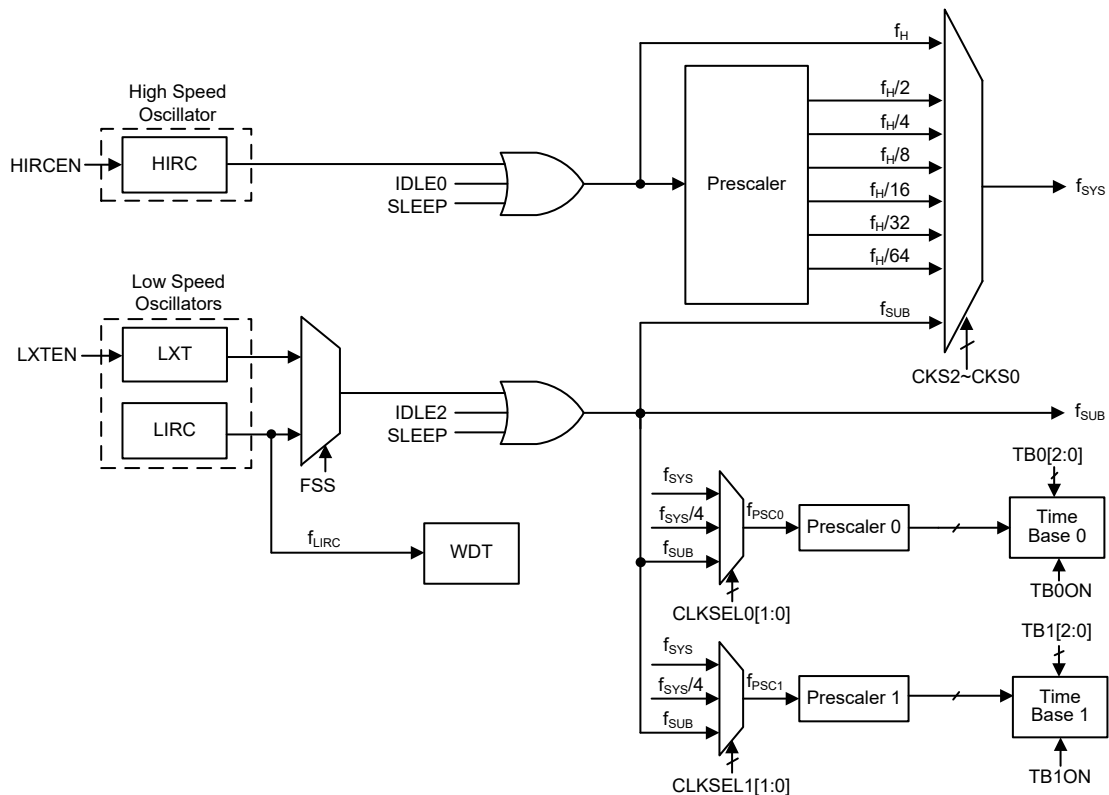 High Speed
Oscillator
HIRCEN
HIRC
IDLE0
SLEEP
Prescaler
fH
fH/2
fH/4
fH/8
fH/16
fH/32
fH/64
fSUB
fSYS
CKS2~CKS0
Low Speed
Oscillators
LXTEN
LXT
LIRC
FSS
IDLE2
SLEEP
fSUB
fLIRC
WDT
fSYS
fSYS/4
fSUB
fPSC0
Prescaler 0
CLKSEL0[1:0]
TB0[2:0]
Time
Base 0
TB0ON
fSYS
fSYS/4
fSUB
fPSC1
Prescaler 1
CLKSEL1[1:0]
TB1[2:0]
Time
Base 1
TB1ON